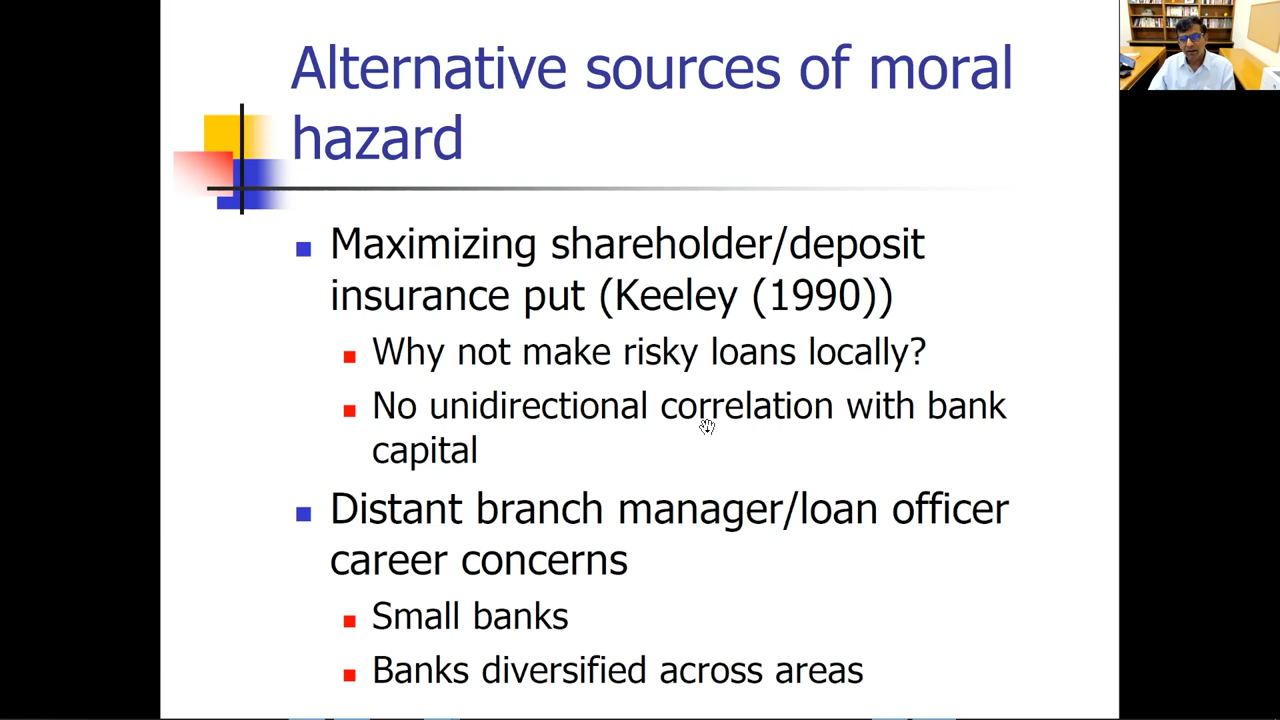 Alternative sources of moral
hazard
Maximizing shareholder/deposit
insurance put (Keeley (1990))
Why not make risky loans locally?
No unidirectional correlation with bank
capital
Distant branch manager/loan officer
career concerns
Small banks
Banks diversified across areas